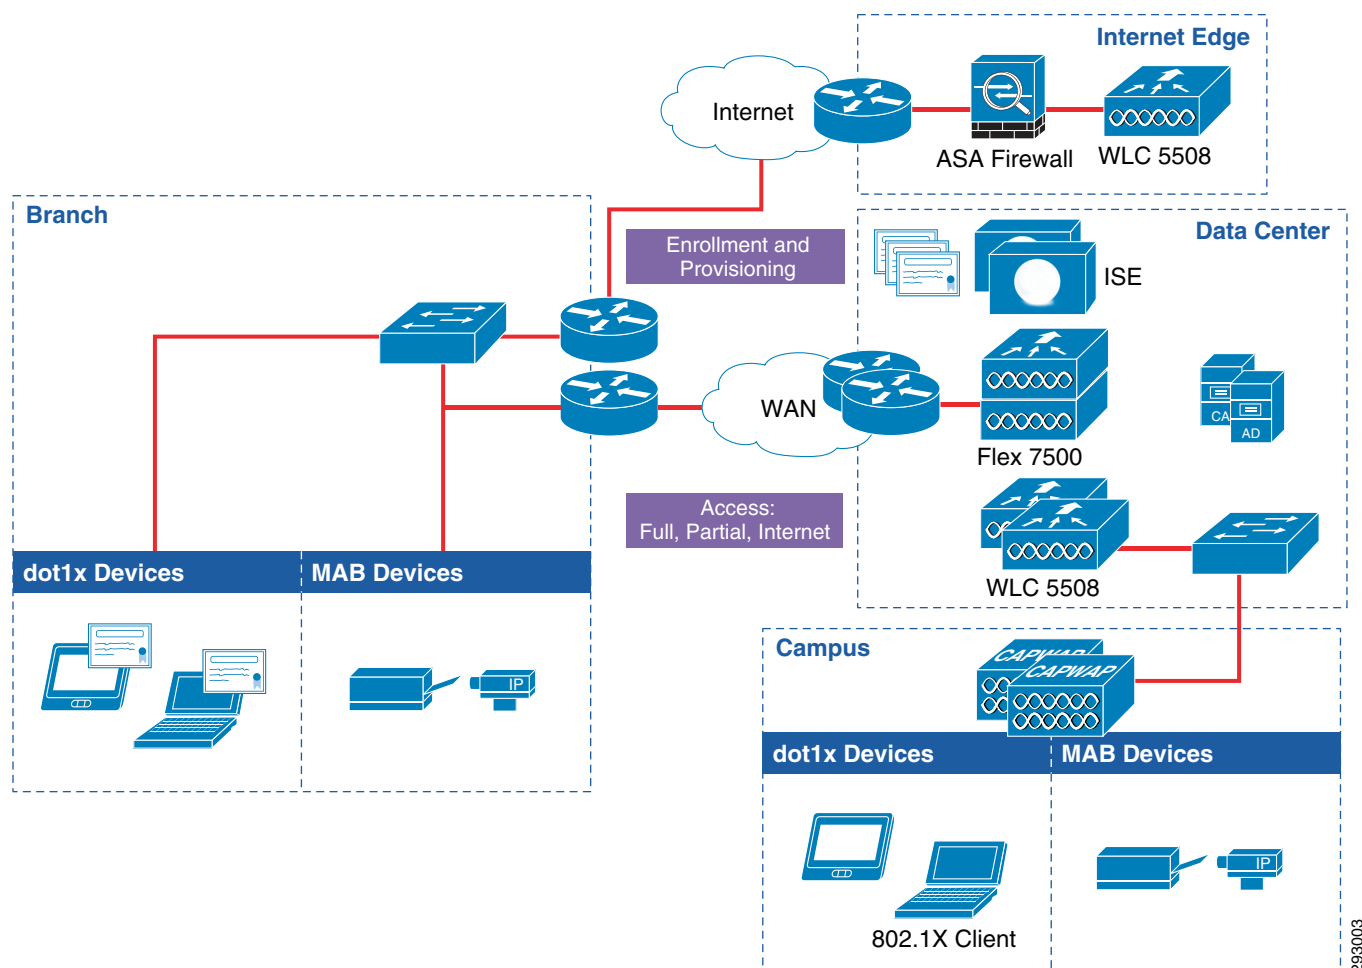 Internet Edge
Internet
ASA Firewall
WLC 5508
Branch
Enrollment and
Provisioning
Data Center
ISE
WAN
Flex 7500
CA
AD
Access:
Full, Partial, Internet
WLC 5508
dot1x Devices
MAB Devices
IP
Campus
CAPWAP
CAPWAP
dot1x Devices
MAB Devices
IP
802.1X Client
293003